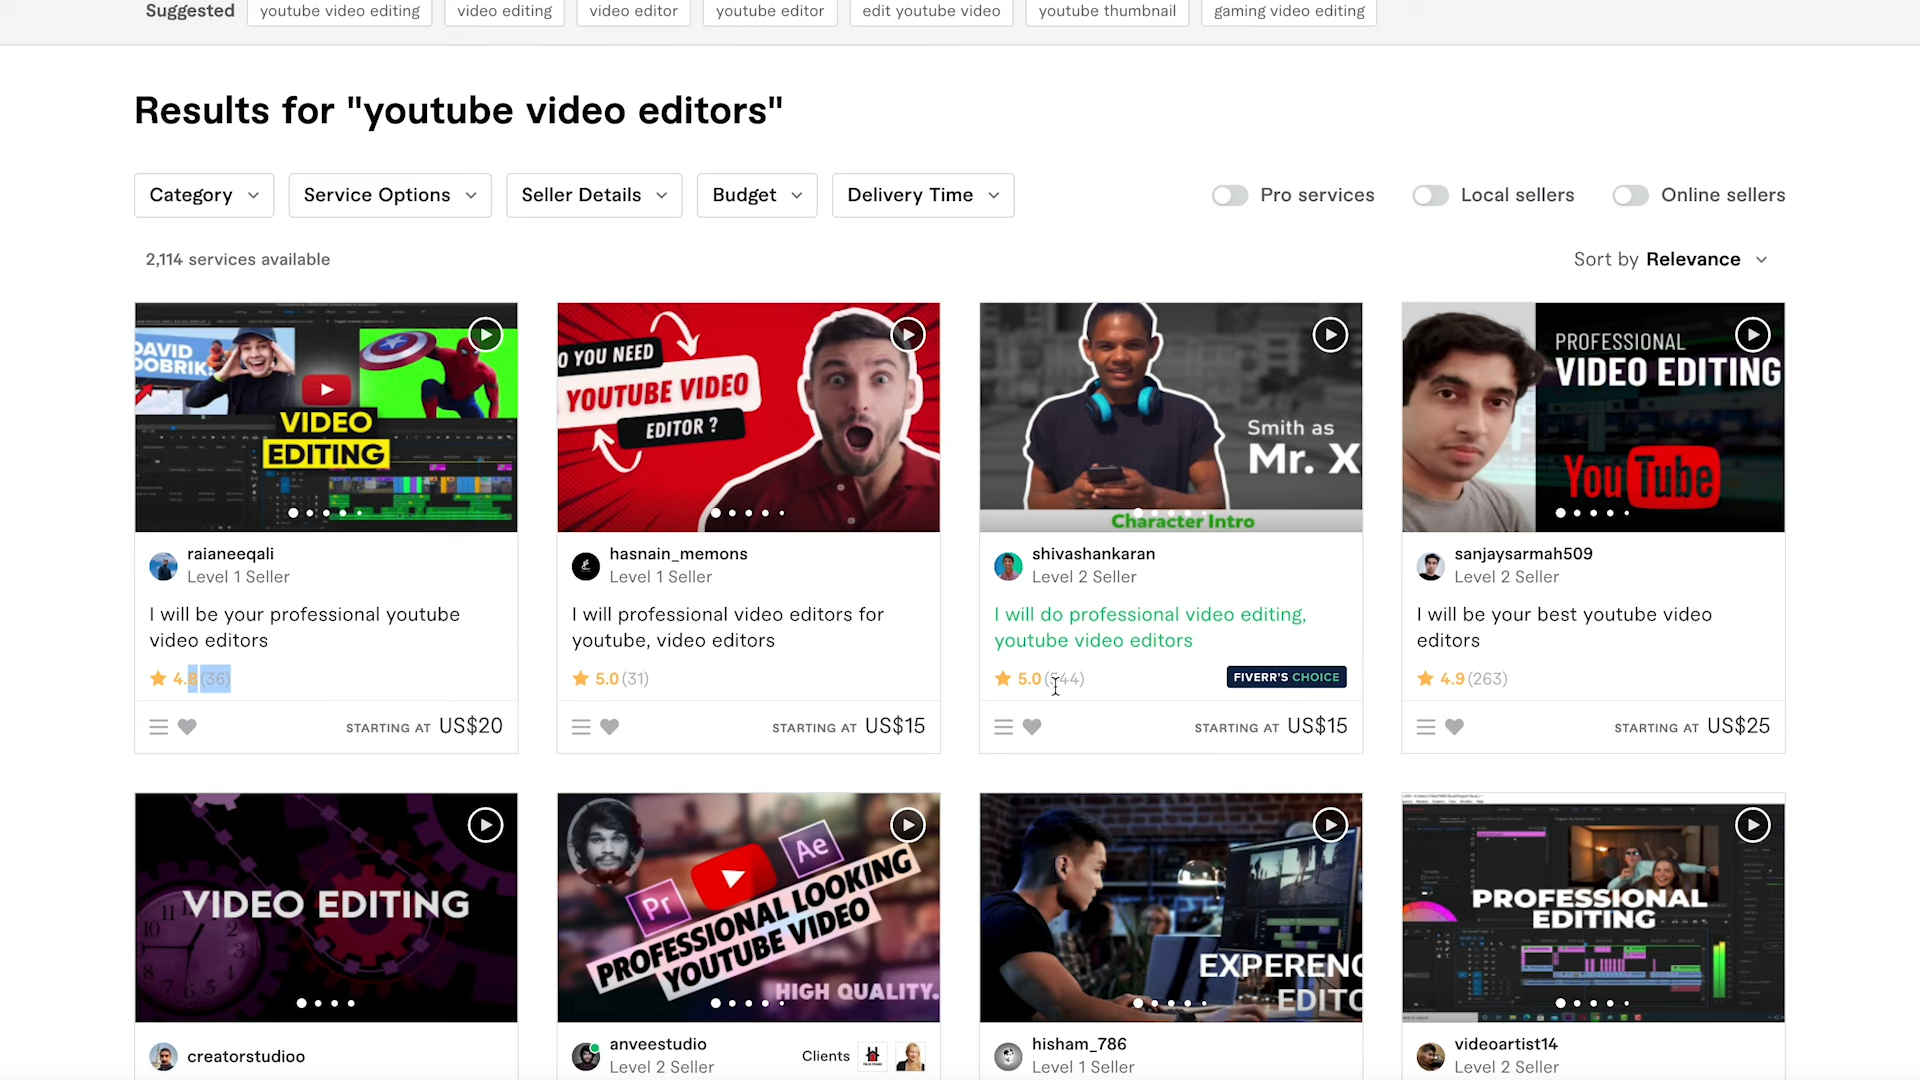 Suggested
youtube video editing
video editing
video editor
youtube editor
edit youtube video
youtube thumbnail
gaming video editing
Results for "youtube video editors"
Category
Service Options
Seller Details
Budget
Delivery Time
Pro services
Local sellers
Online sellers
2,114 services available
Sort by Relevance
DAVID
DOBRIK
VIDEO
EDITING
O YOU NEED
YOUTUBE VIDEO
EDITOR ?
Smith as
Mr. X
Character Intro
PROFESSIONAL
VIDEO EDITING
YouTube
raianeeqali
Level 1 Seller
I will be your professional youtube
video editors
4.8 (36)
STARTING AT US$20
hasnain_memons
Level 1 Seller
I will professional video editors for
youtube, video editors
5.0 (31)
STARTING AT US$15
shivashankaran
Level 2 Seller
I will do professional video editing,
youtube video editors
5.0 (544)
FIVERR'S CHOICE
STARTING AT US$15
sanjaysarmah509
Level 2 Seller
I will be your best youtube video
editors
4.9 (263)
STARTING AT US$25
VIDEO EDITING
Pr
Ae
PROFESSIONAL LOOKING
YOUTUBE VIDEO
HIGH QUALITY.
EXPERIENC
EDITO
PROFESSIONAL
EDITING
creatorstudioo
anveestudio
Level 2 Seller
Clients
hisham_786
Level 1 Seller
videoartist14
Level 2 Seller